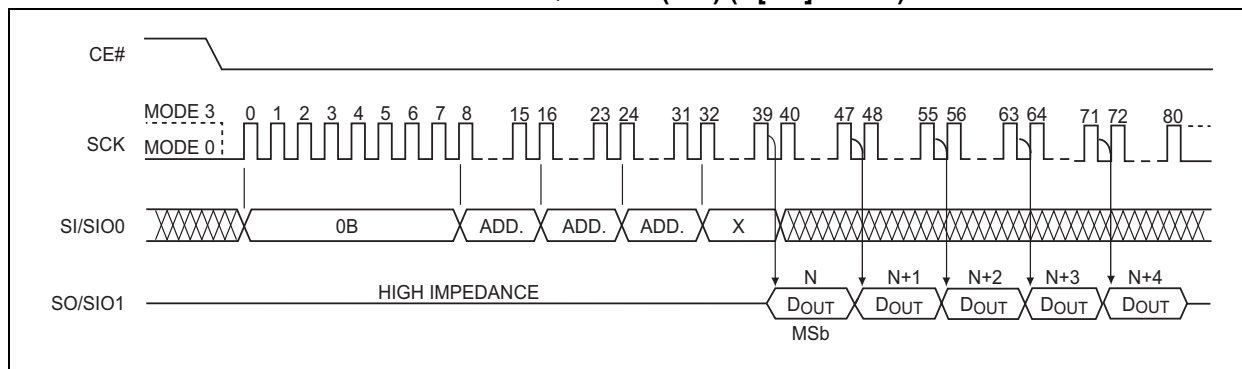 CE#
MODE 3 0 1 2 3 4 5 6 7 8 15 16 23 24 31 32 39 40 47 48 55 56 63 64 71 72 80
SCK
MODE 0
SI/SIO0 0B ADD. ADD. ADD. X
N N+1 N+2 N+3 N+4
SO/SIO1 HIGH IMPEDANCE DOUT DOUT DOUT DOUT DOUT
MSb